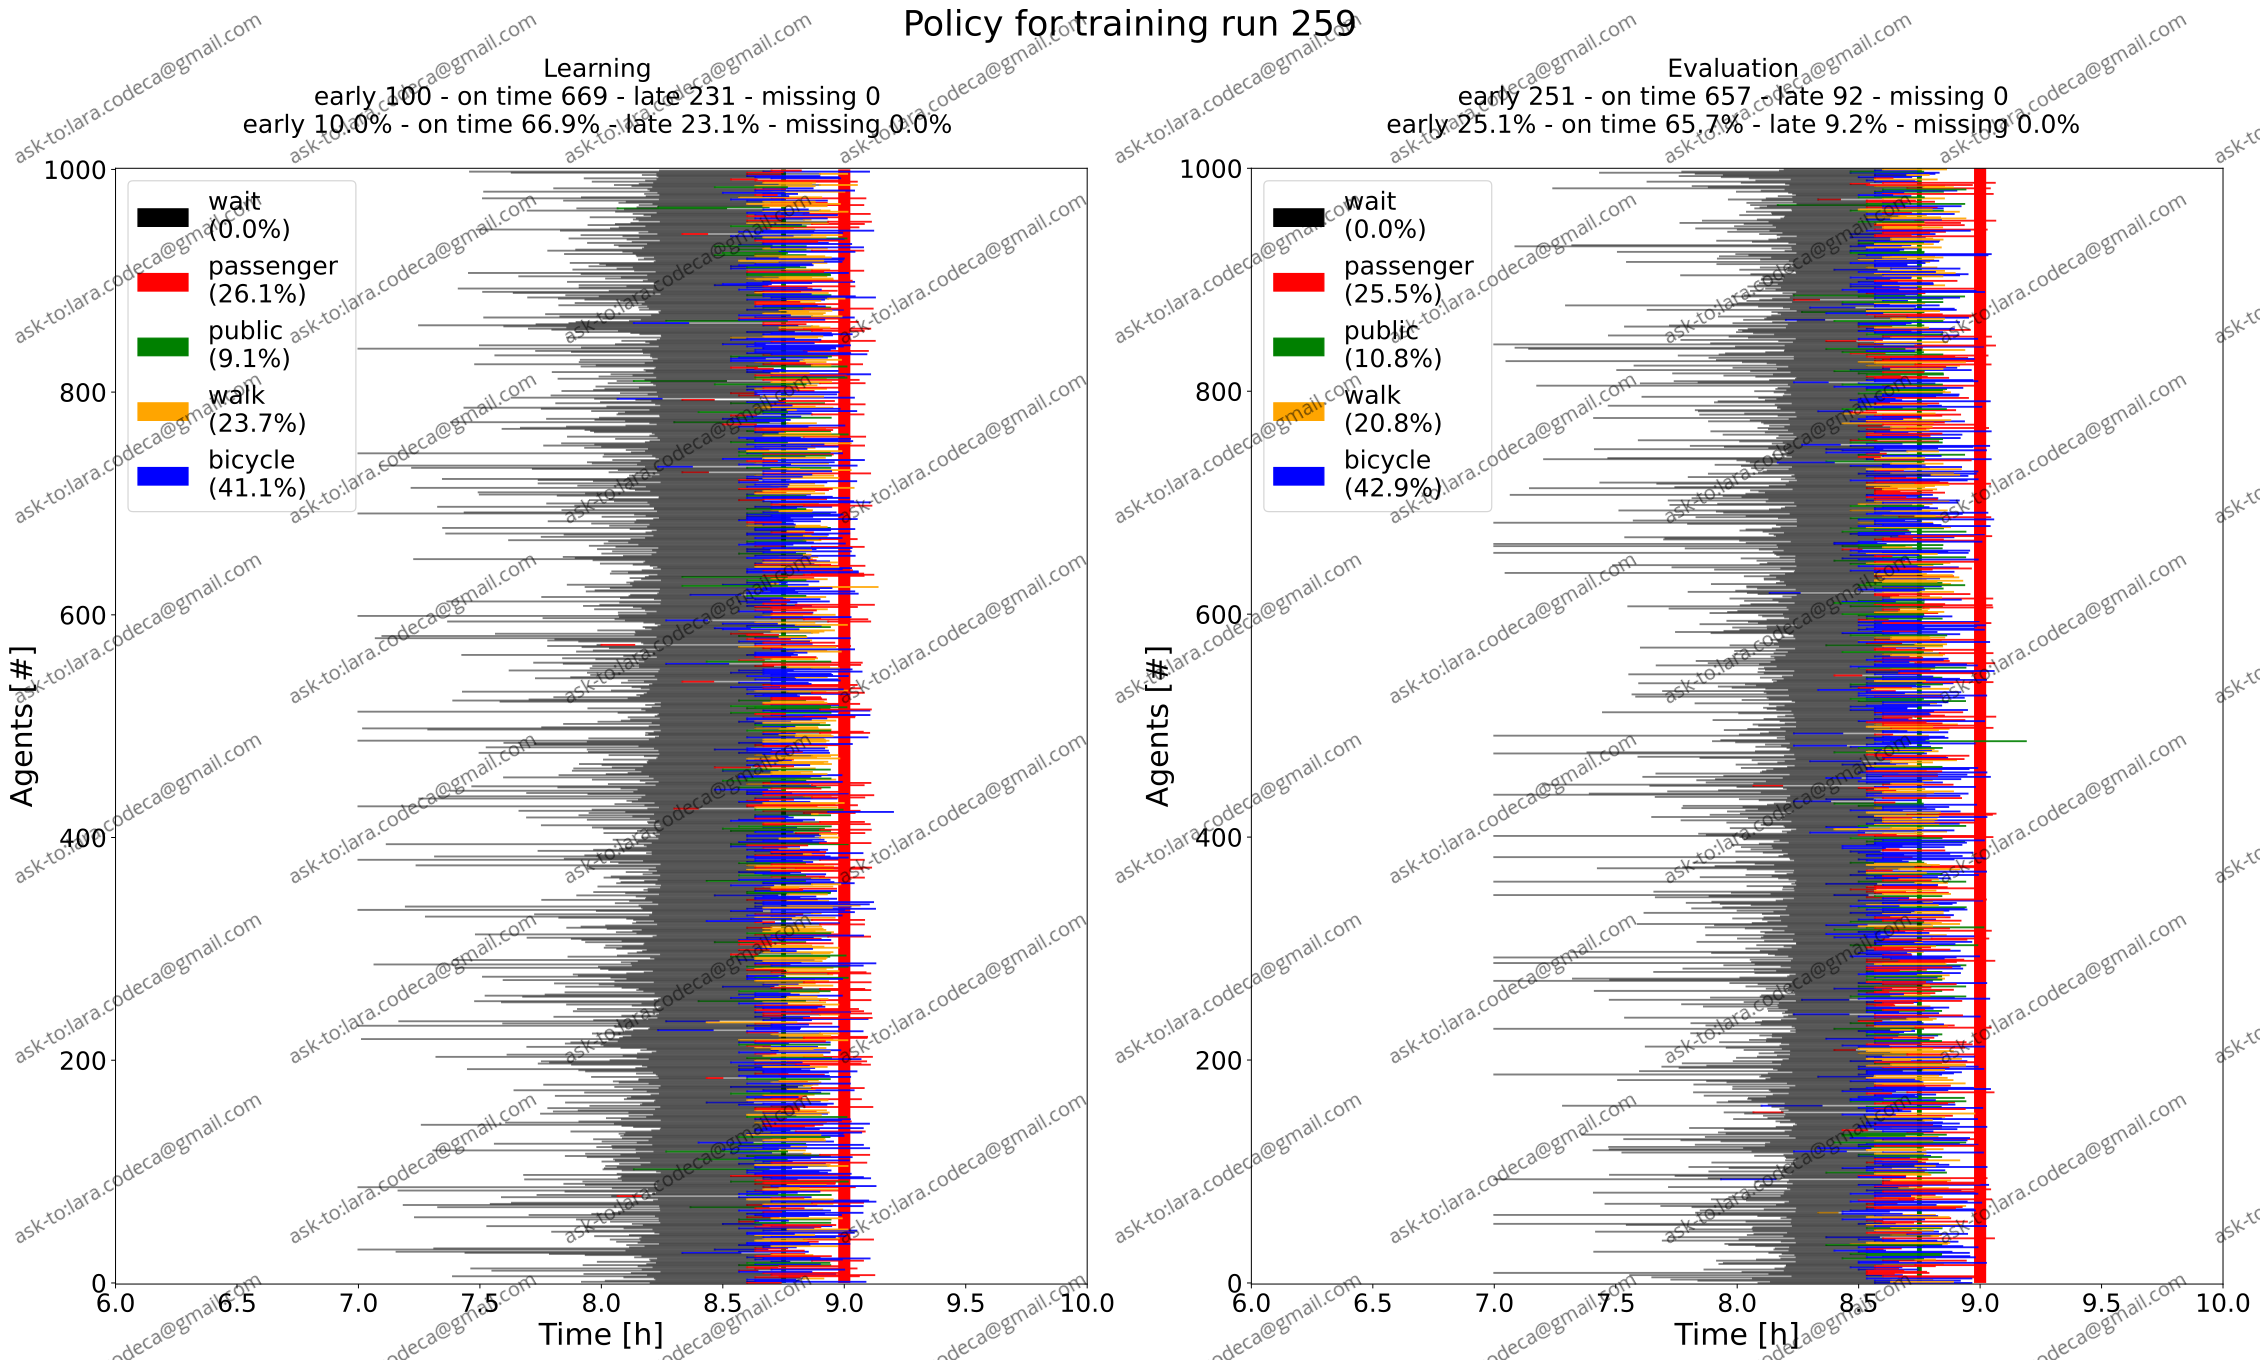 Policy for training run 259
Learning
early 100 - on time 669 - late 231 - missing 0
early 10.0% - on time 66.9% - late 23.1% - missing 0.0%
1000
800
600
400
200
0
Agents [#]
wait
(0.0%)
passenger
(26.1%)
public
(9.1%)
walk
(23.7%)
bicycle
(41.1%)
6.0 6.5 7.0 7.5 8.0 8.5 9.0 9.5 10.0
Time [h]
Evaluation
early 251 - on time 657 - late 92 - missing 0
early 25.1% - on time 65.7% - late 9.2% - missing 0.0%
1000
800
600
400
200
0
Agents [#]
wait
(0.0%)
passenger
(25.5%)
public
(10.8%)
walk
(20.8%)
bicycle
(42.9%)
6.0 6.5 7.0 7.5 8.0 8.5 9.0 9.5 10.0
Time [h]
ask-to:lara.codeca@gmail.com